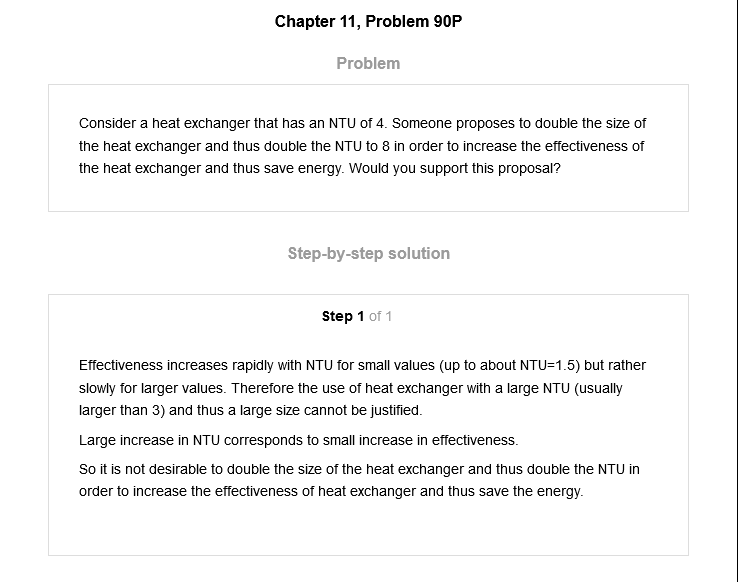 Chapter 11, Problem 90P
Problem
Consider a heat exchanger that has an NTU of 4. Someone proposes to double the size of
the heat exchanger and thus double the NTU to 8 in order to increase the effectiveness of
the heat exchanger and thus save energy. Would you support this proposal?
Step-by-step solution
Step 1 of 1
Effectiveness increases rapidly with NTU for small values (up to about NTU=1.5) but rather
slowly for larger values. Therefore the use of heat exchanger with a large NTU (usually
larger than 3) and thus a large size cannot be justified.
Large increase in NTU corresponds to small increase in effectiveness.
So it is not desirable to double the size of the heat exchanger and thus double the NTU in
order to increase the effectiveness of heat exchanger and thus save the energy.